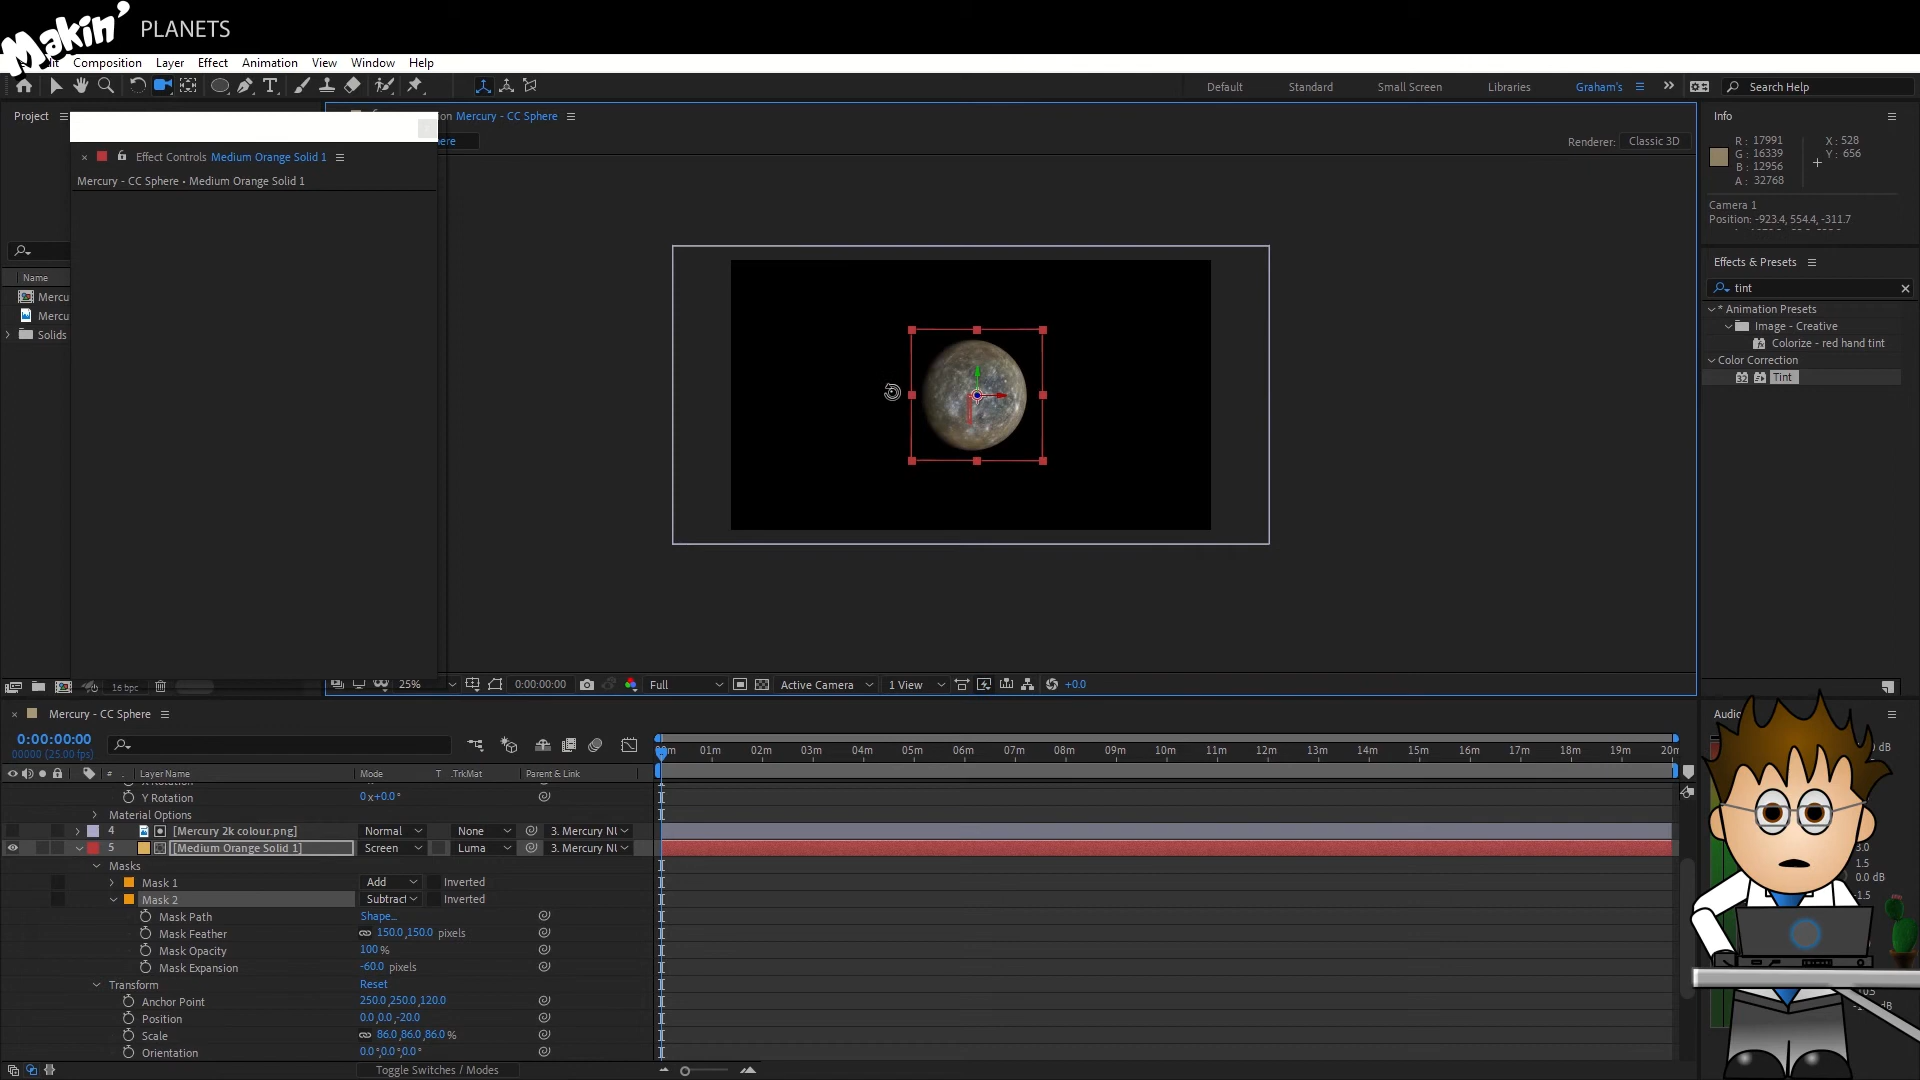 Makin' PLANETS
Composition Layer Effect Animation View Window Help
Default Standard Small Screen Libraries Graham's Search Help
Project
on Mercury - CC Sphere
Info
ere
Renderer: Classic 3D
R: 17991 X: 528
G: 16339 Y: 656
B: 12956
A: 32768
Effect Controls Medium Orange Solid 1
Mercury - CC Sphere • Medium Orange Solid 1
Camera 1
Position: -923.4, 554.4, -311.7
Effects & Presets
tint
* Animation Presets
Image - Creative
Colorize - red hand tint
Color Correction
Tint
Name
Mercu
Mercu
Solids
16 bpc
25% 0:00:00:00 Full Active Camera 1 View +0.0
Mercury - CC Sphere
Audio
0:00:00:00
00000 (25.00 fps)
00m 01m 02m 03m 04m 05m 06m 07m 08m 09m 10m 11m 12m 13m 14m 15m 16m 17m 18m 19m 20m
# Layer Name Mode T .TrkMat Parent & Link
Y Rotation 0 x+0.0°
Material Options
4 [Mercury 2k colour.png] Normal None 3. Mercury Nu
5 [Medium Orange Solid 1] Screen Luma 3. Mercury Nu
Masks
Mask 1 Add Inverted
Mask 2 Subtract Inverted
Mask Path Shape...
Mask Feather 150.0,150.0 pixels
Mask Opacity 100 %
Mask Expansion -60.0 pixels
Transform Reset
Anchor Point 250.0,250.0,120.0
Position 0.0,0.0,-20.0
Scale 86.0,86.0,86.0 %
Orientation 0.0°,0.0°,0.0°
Toggle Switches / Modes
dB
3.0
1.5
0.0 dB
-1.5
dB